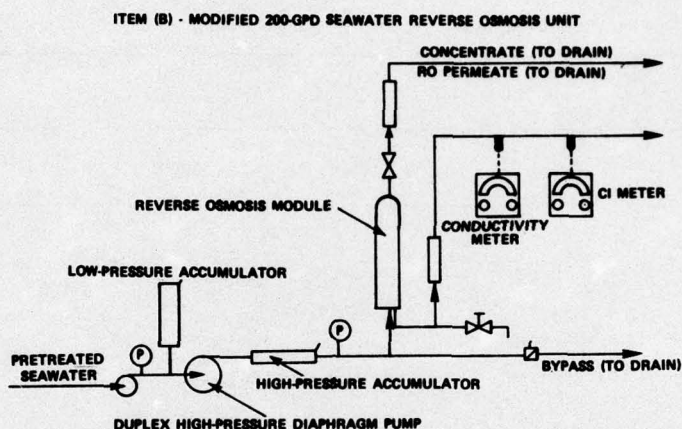 ITEM (B) - MODIFIED 200-GPD SEAWATER REVERSE OSMOSIS UNIT
CONCENTRATE (TO DRAIN)
RO PERMEATE (TO DRAIN)
REVERSE OSMOSIS MODULE
CONDUCTIVITY
METER
CI METER
LOW-PRESSURE ACCUMULATOR
P
P
PRETREATED
SEAWATER
HIGH-PRESSURE ACCUMULATOR
BYPASS (TO DRAIN)
DUPLEX HIGH-PRESSURE DIAPHRAGM PUMP